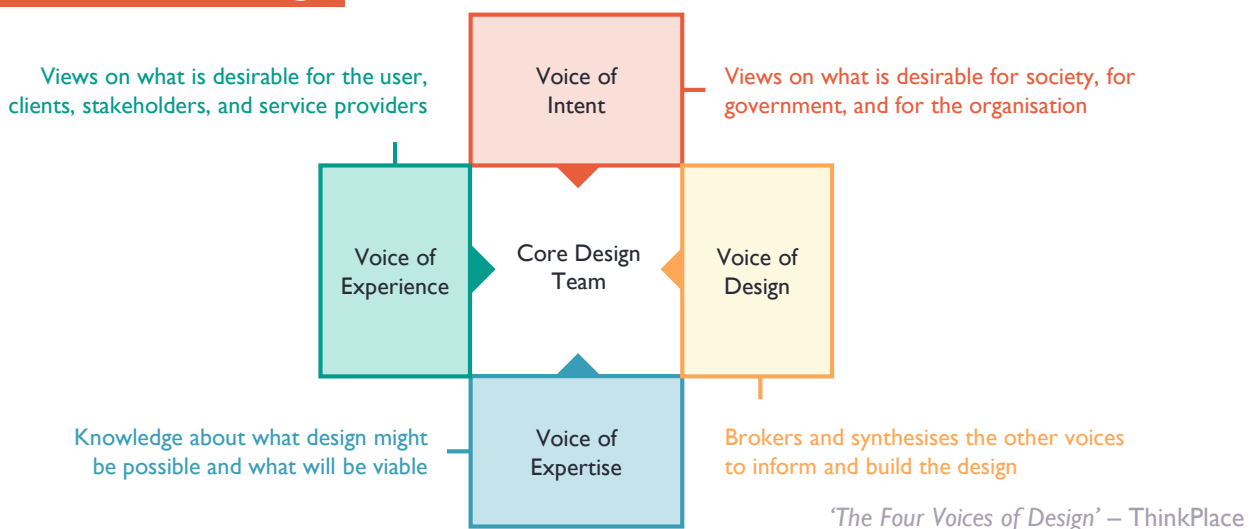 Views on what is desirable for the user,
clients, stakeholders, and service providers
Voice of
Intent
Views on what is desirable for society, for
government, and for the organisation
Voice of
Experience
Core Design
Team
Voice of
Design
Knowledge about what design might
be possible and what will be viable
Voice of
Expertise
Brokers and synthesises the other voices
to inform and build the design
‘The Four Voices of Design’ – ThinkPlace